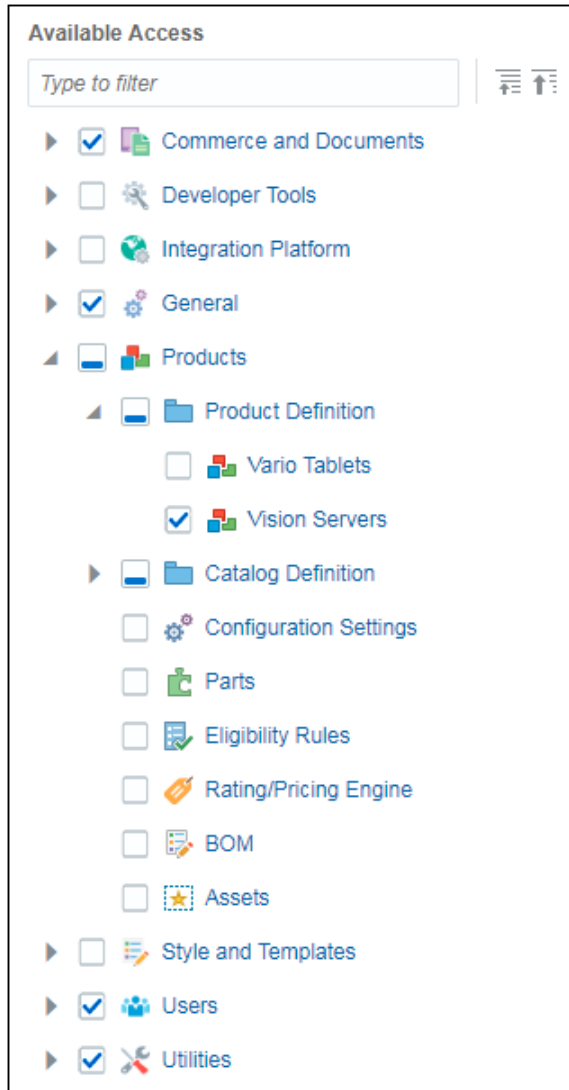 Available Access
Type to filter
Commerce and Documents
Developer Tools
Integration Platform
General
Products
Product Definition
Vario Tablets
Vision Servers
Catalog Definition
Configuration Settings
Parts
Eligibility Rules
Rating/Pricing Engine
BOM
Assets
Style and Templates
Users
Utilities